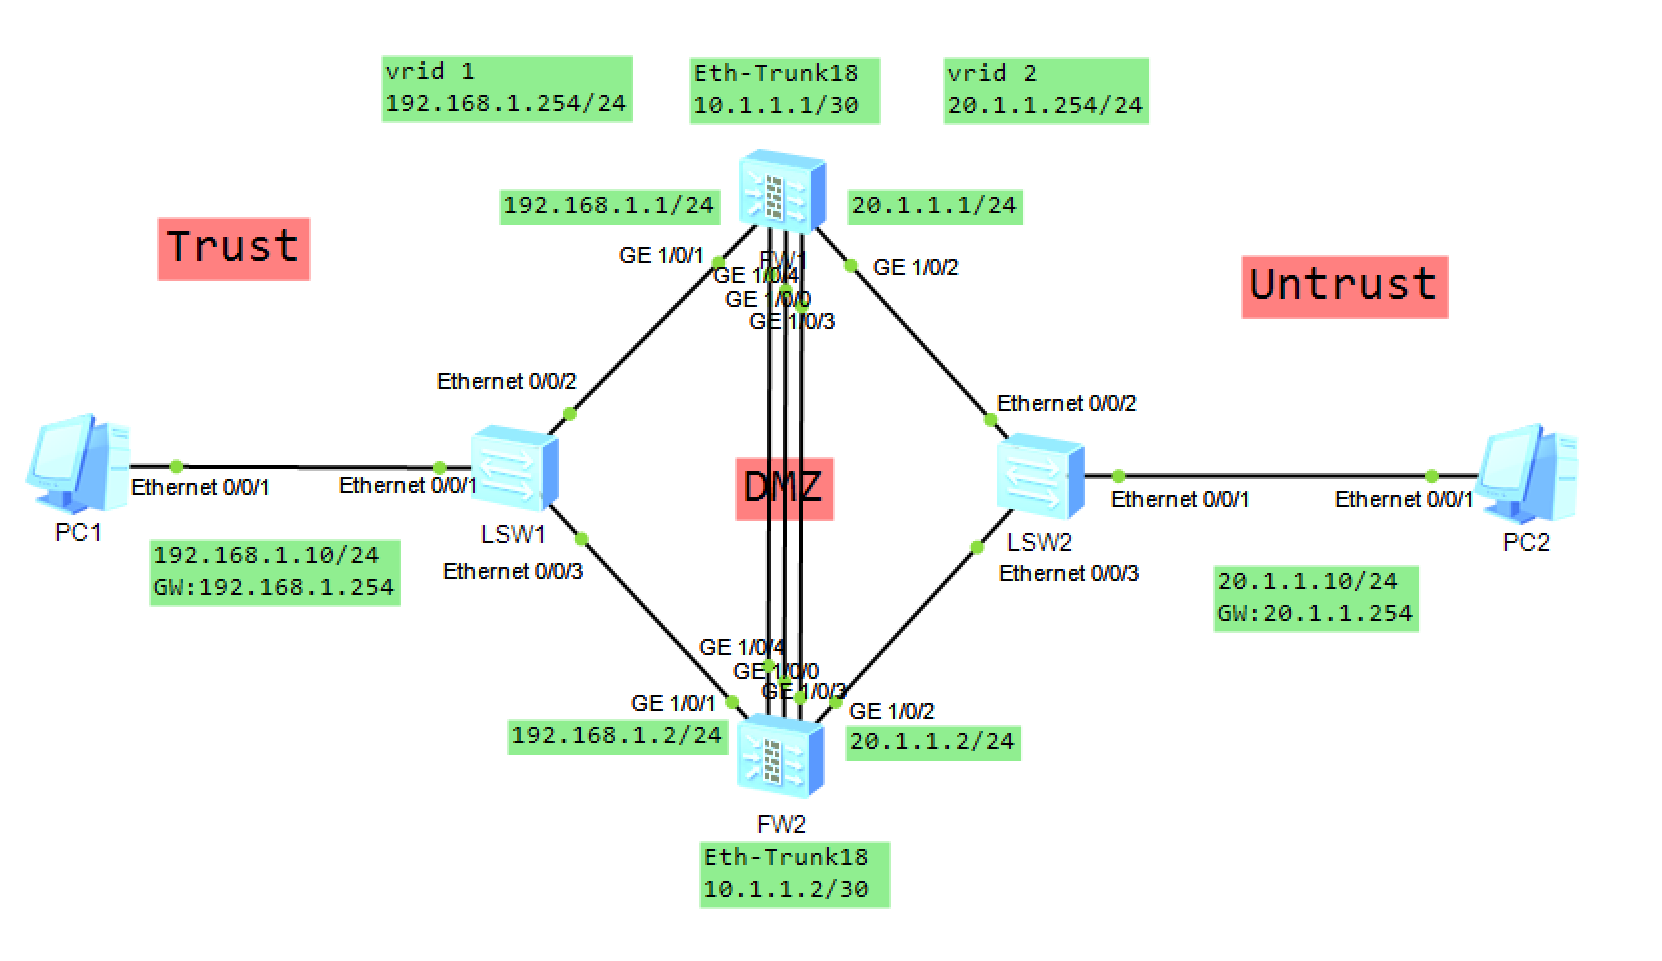 vrid 1
192.168.1.254/24
Eth-Trunk18
10.1.1.1/30
vrid 2
20.1.1.254/24
192.168.1.1/24
20.1.1.1/24
Trust
Untrust
GE 1/0/1
FW1
GE 1/0/4
GE 1/0/0
GE 1/0/3
GE 1/0/2
Ethernet 0/0/2
Ethernet 0/0/2
DMZ
Ethernet 0/0/1
Ethernet 0/0/1
Ethernet 0/0/1
Ethernet 0/0/1
PC1
LSW1
LSW2
PC2
192.168.1.10/24
GW:192.168.1.254
Ethernet 0/0/3
Ethernet 0/0/3
20.1.1.10/24
GW:20.1.1.254
GE 1/0/4
GE 1/0/0
GE 1/0/3
GE 1/0/1
GE 1/0/2
192.168.1.2/24
20.1.1.2/24
FW2
Eth-Trunk18
10.1.1.2/30